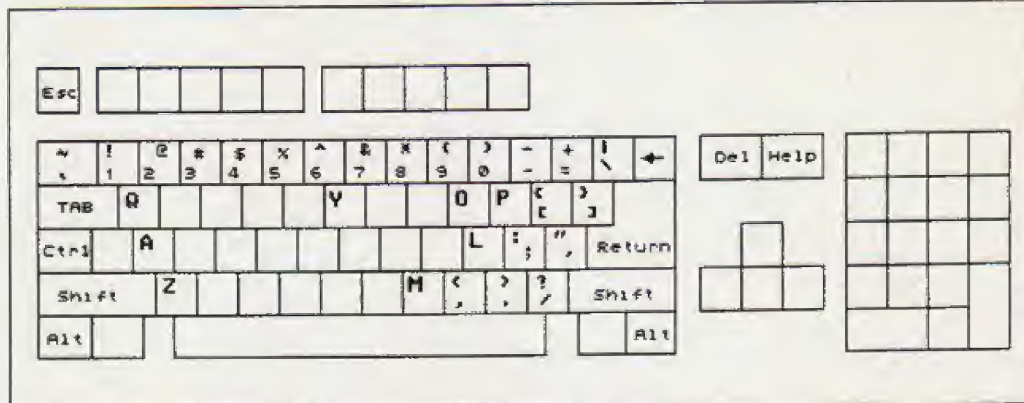 Esc
~ ! @ # $ % ^ & * ( ) - + |
` 1 2 3 4 5 6 7 8 9 0 - = \ ← Del Help
TAB Q Y O P { [ } ]
Ctrl A L : ; " ' Return
Shift Z M < , > . ? / Shift
Alt Alt